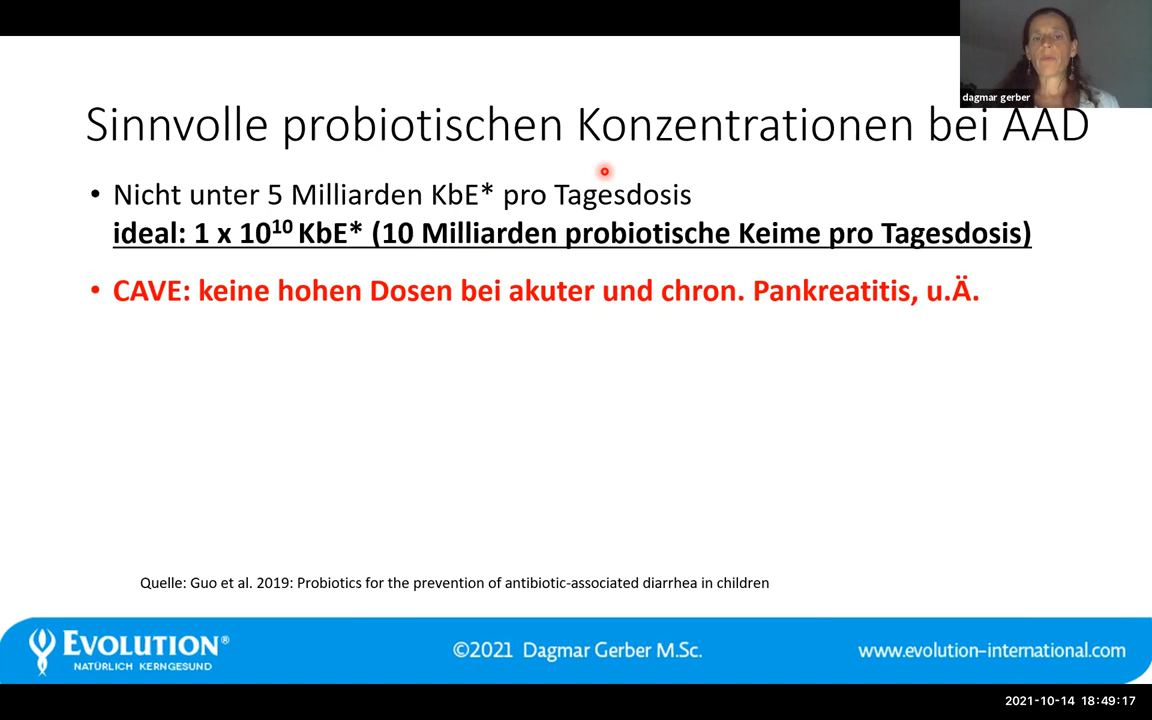 dagmar gerber
Sinnvolle probiotischen Konzentrationen bei AAD
• Nicht unter 5 Milliarden KbE* pro Tagesdosis
ideal: 1 x 10¹⁰ KbE* (10 Milliarden probiotische Keime pro Tagesdosis)
• CAVE: keine hohen Dosen bei akuter und chron. Pankreatitis, u.Ä.
Quelle: Guo et al. 2019: Probiotics for the prevention of antibiotic-associated diarrhea in children
EVOLUTION®
NATÜRLICH KERNGESUND
©2021 Dagmar Gerber M.Sc.
www.evolution-international.com
2021-10-14 18:49:17